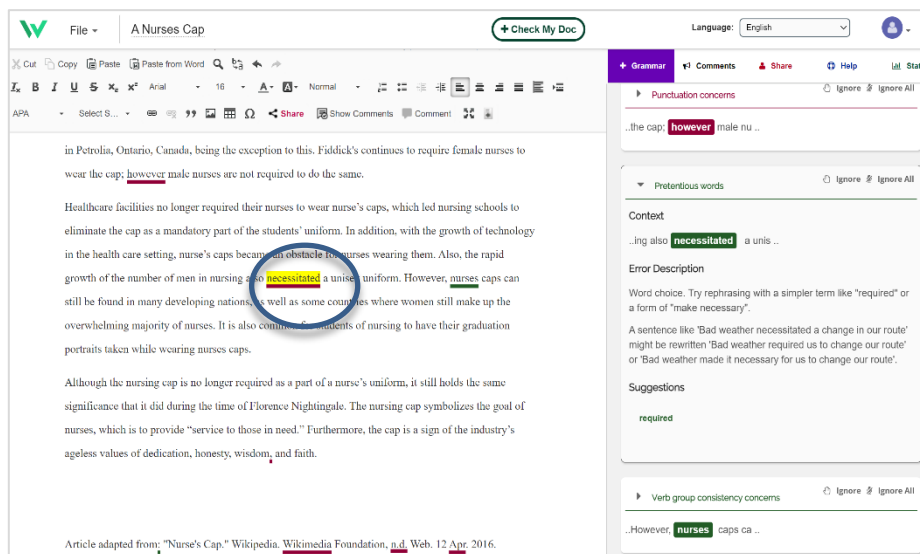 File
A Nurses Cap
+ Check My Doc
Language:
English
Cut Copy Paste Paste from Word
B I U S x₂ x² Arial 16 A A Normal
APA Select S... Ω Share Show Comments Comment
in Petrolia, Ontario, Canada, being the exception to this. Fiddick's continues to require female nurses to
wear the cap; however male nurses are not required to do the same.
Healthcare facilities no longer required their nurses to wear nurse's caps, which led nursing schools to
eliminate the cap as a mandatory part of the students' uniform. In addition, with the growth of technology
in the health care setting, nurse's caps became an obstacle for nurses wearing them. Also, the rapid
growth of the number of men in nursing also necessitated a unisex uniform. However, nurses caps can
still be found in many developing nations, as well as some countries where women still make up the
overwhelming majority of nurses. It is also common for students of nursing to have their graduation
portraits taken while wearing nurses caps.
Although the nursing cap is no longer required as a part of a nurse's uniform, it still holds the same
significance that it did during the time of Florence Nightingale. The nursing cap symbolizes the goal of
nurses, which is to provide “service to those in need.” Furthermore, the cap is a sign of the industry's
ageless values of dedication, honesty, wisdom, and faith.
Article adapted from: "Nurse's Cap." Wikipedia. Wikimedia Foundation, n.d. Web. 12 Apr. 2016.
+ Grammar Comments Share Help Stat
Punctuation concerns Ignore Ignore All
..the cap; however male nu ..
Pretentious words Ignore Ignore All
Context
..ing also necessitated a unis ..
Error Description
Word choice. Try rephrasing with a simpler term like "required" or
a form of "make necessary".
A sentence like 'Bad weather necessitated a change in our route'
might be rewritten 'Bad weather required us to change our route'
or 'Bad weather made it necessary for us to change our route'.
Suggestions
required
Verb group consistency concerns Ignore Ignore All
..However, nurses caps ca ..